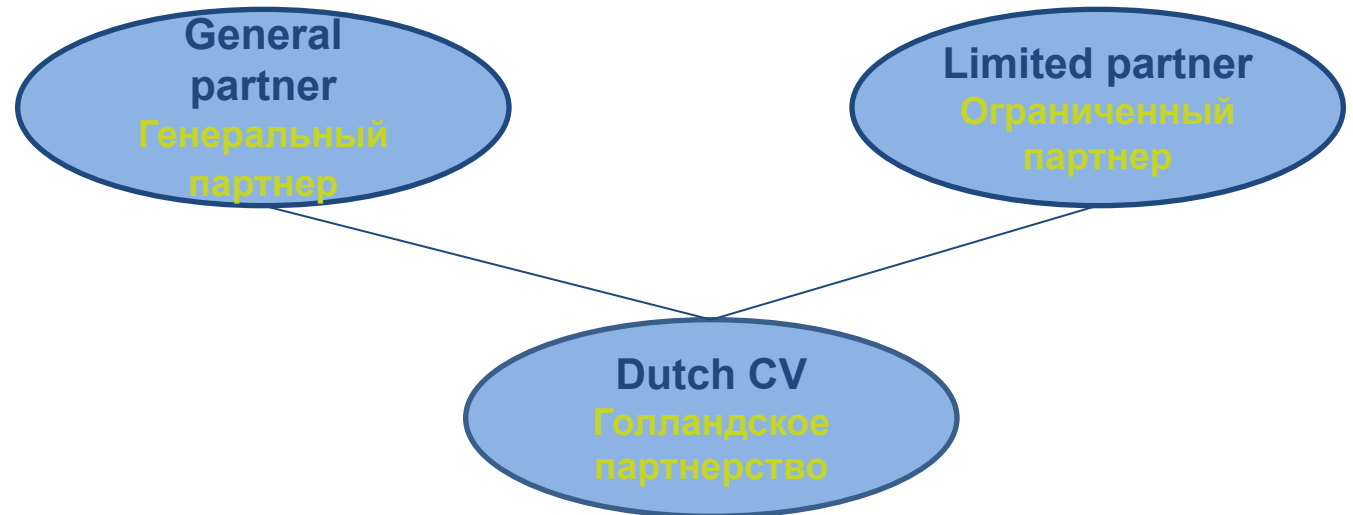 General
partner
Генеральный
партнер
Limited partner
Ограниченный
партнер
Dutch CV
Голландское
партнерство